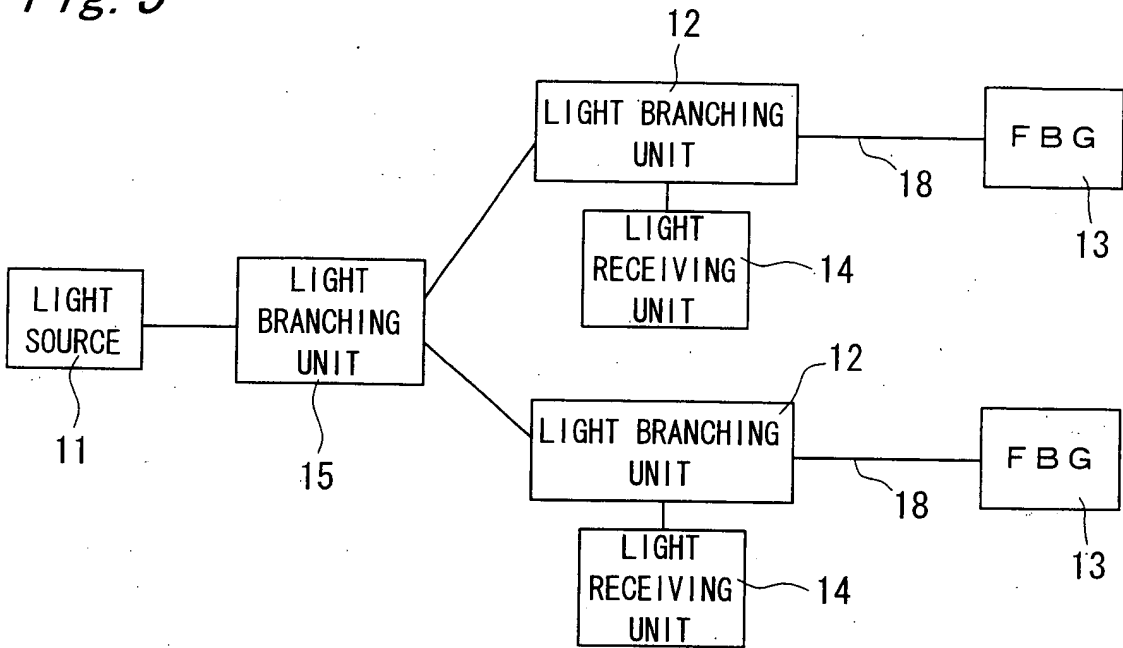 Fig. 5
12
LIGHT BRANCHING
UNIT
18
FBG
13
LIGHT
RECEIVING
UNIT
14
LIGHT
SOURCE
11
LIGHT
BRANCHING
UNIT
15
12
LIGHT BRANCHING
UNIT
18
FBG
13
LIGHT
RECEIVING
UNIT
14